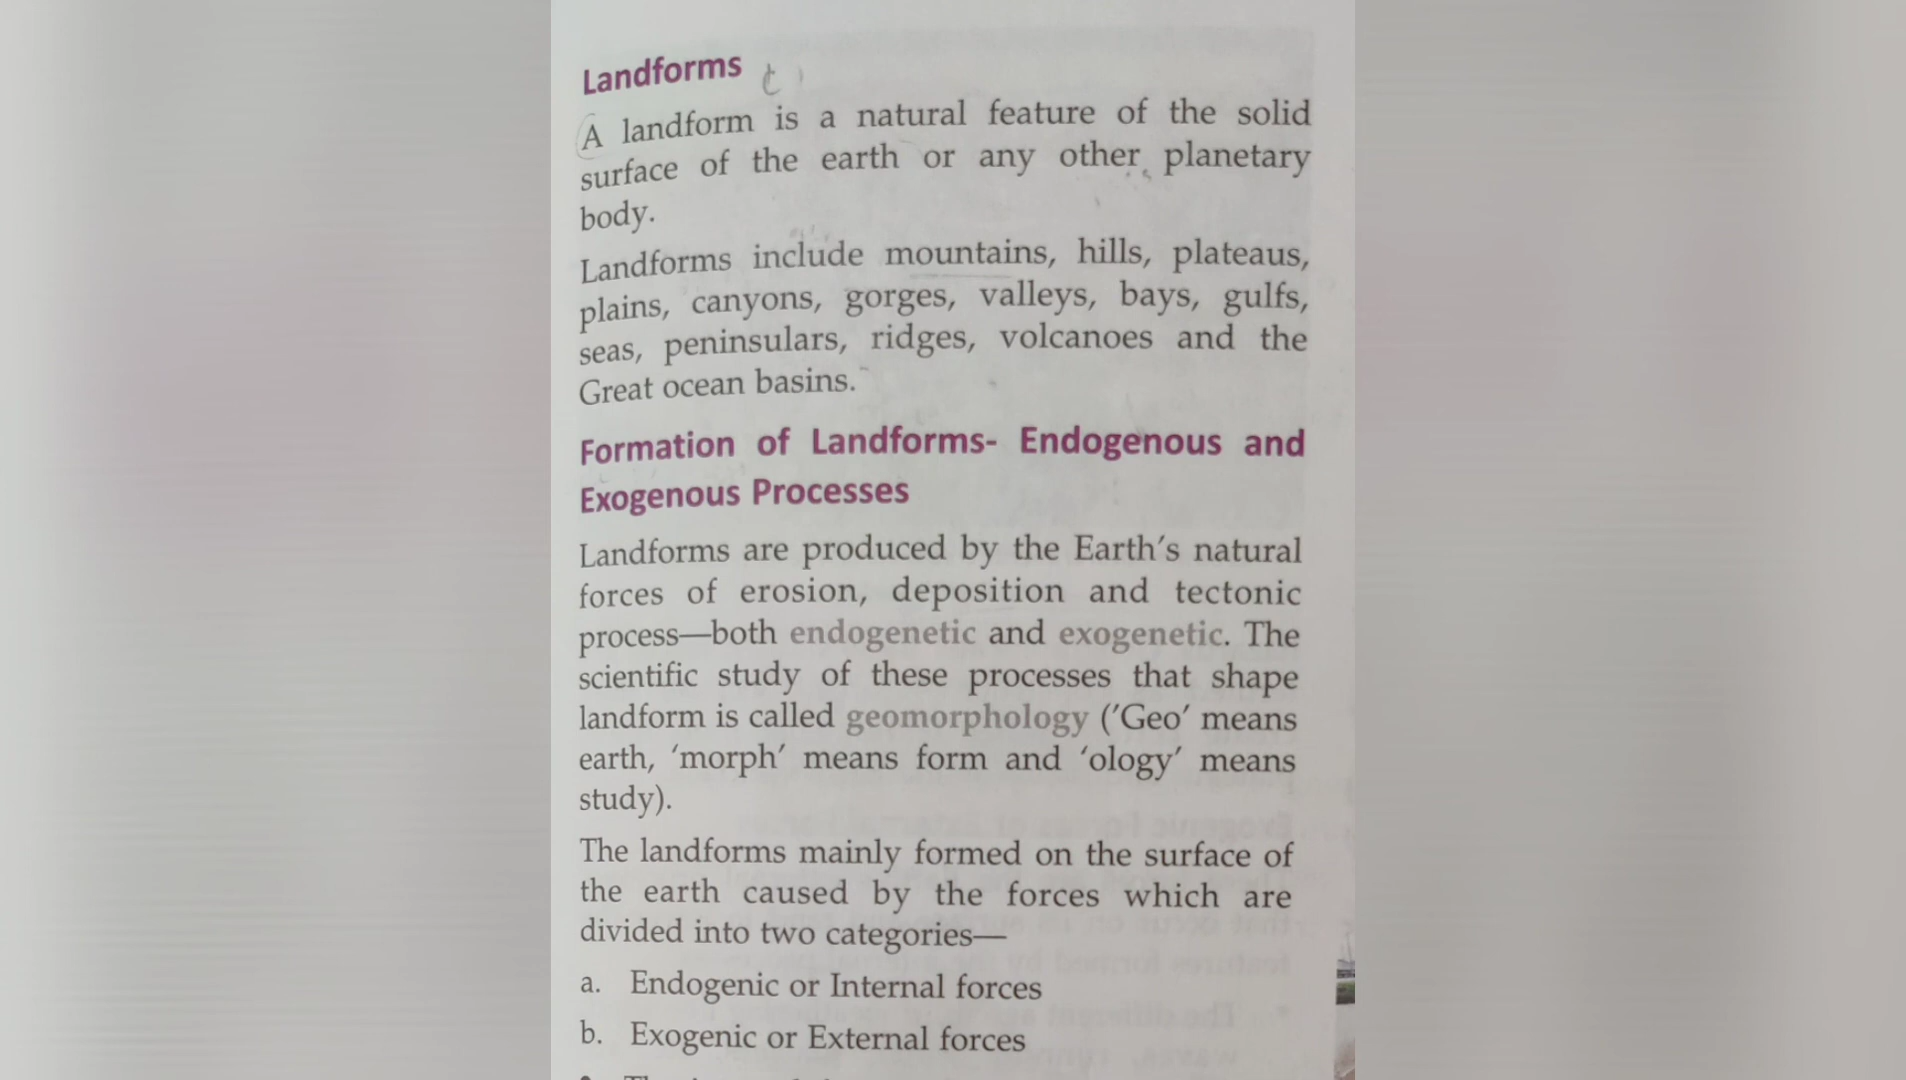 Landforms
A landform is a natural feature of the solid
surface of the earth or any other planetary
body.
Landforms include mountains, hills, plateaus,
plains, canyons, gorges, valleys, bays, gulfs,
seas, peninsulars, ridges, volcanoes and the
Great ocean basins.
Formation of Landforms- Endogenous and
Exogenous Processes
Landforms are produced by the Earth's natural
forces of erosion, deposition and tectonic
process—both endogenetic and exogenetic. The
scientific study of these processes that shape
landform is called geomorphology ('Geo' means
earth, 'morph' means form and 'ology' means
study).
The landforms mainly formed on the surface of
the earth caused by the forces which are
divided into two categories—
a. Endogenic or Internal forces
b. Exogenic or External forces